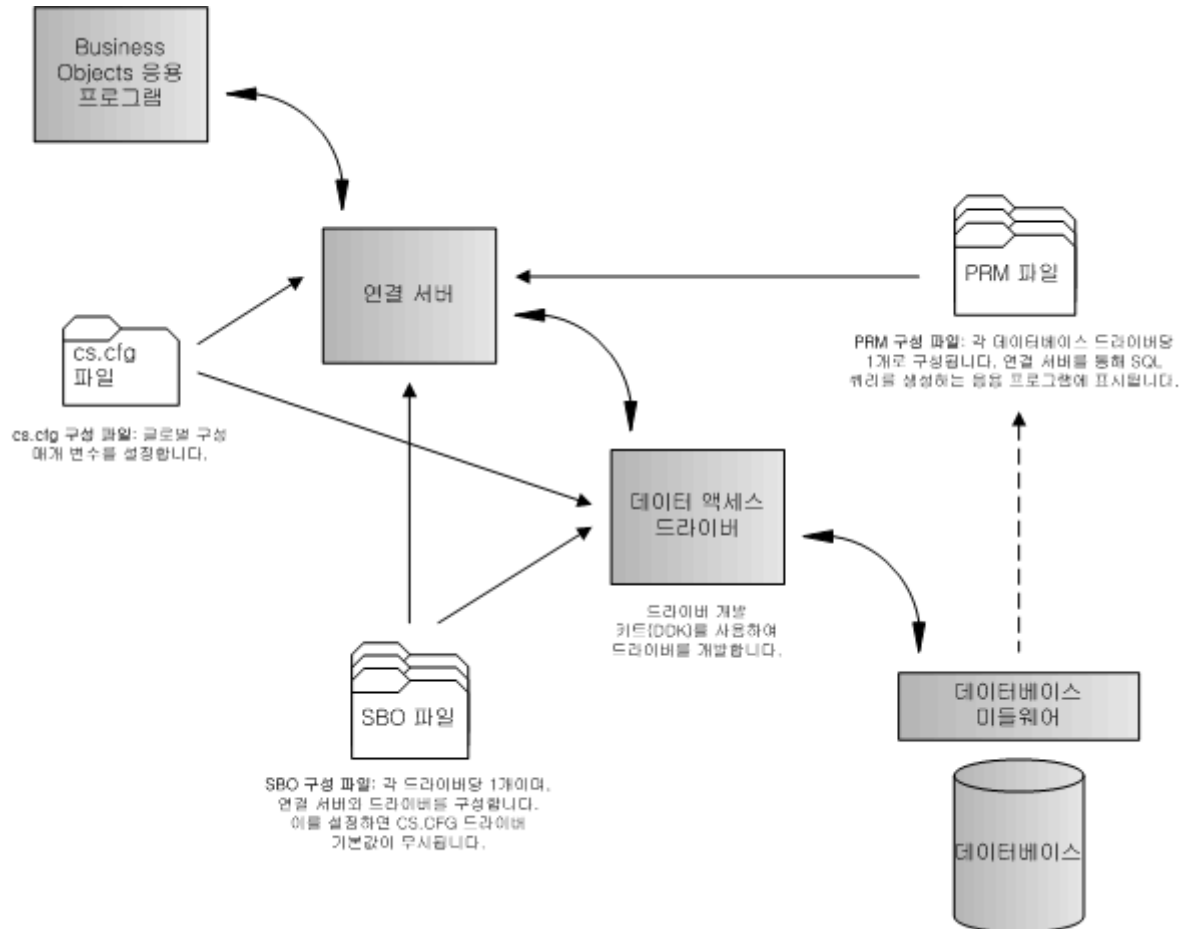 Business
Objects 응용
프로그램
연결 서버
PRM 파일
cs.cfg
파일
PRM 구성 파일: 각 데이터베이스 드라이버당
1개로 구성됩니다. 연결 서버를 통해 SQL
쿼리를 생성하는 응용 프로그램에 표시됩니다.
cs.cfg 구성 파일: 글로벌 구성
매개 변수를 설정합니다.
데이터 액세스
드라이버
드라이버 개발
키트(DDK)를 사용하여
드라이버를 개발합니다.
SBO 파일
데이터베이스
미들웨어
SBO 구성 파일: 각 드라이버당 1개이며,
연결 서버와 드라이버를 구성합니다.
이를 설정하면 CS.CFG 드라이버
기본값이 무시됩니다.
데이터베이스